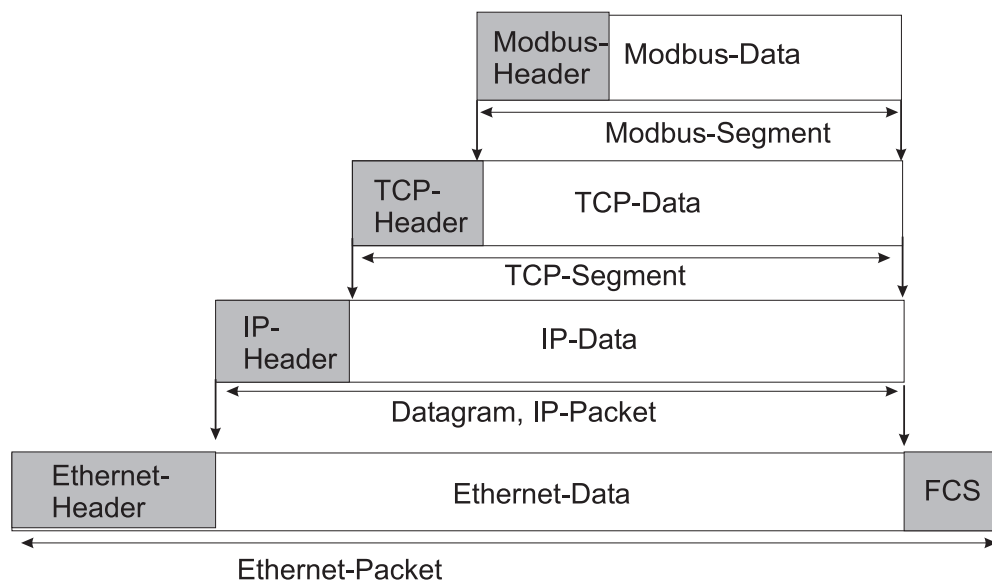 Modbus-
Header
Modbus-Data
Modbus-Segment
TCP-
Header
TCP-Data
TCP-Segment
IP-
Header
IP-Data
Datagram, IP-Packet
Ethernet-
Header
Ethernet-Data
FCS
Ethernet-Packet